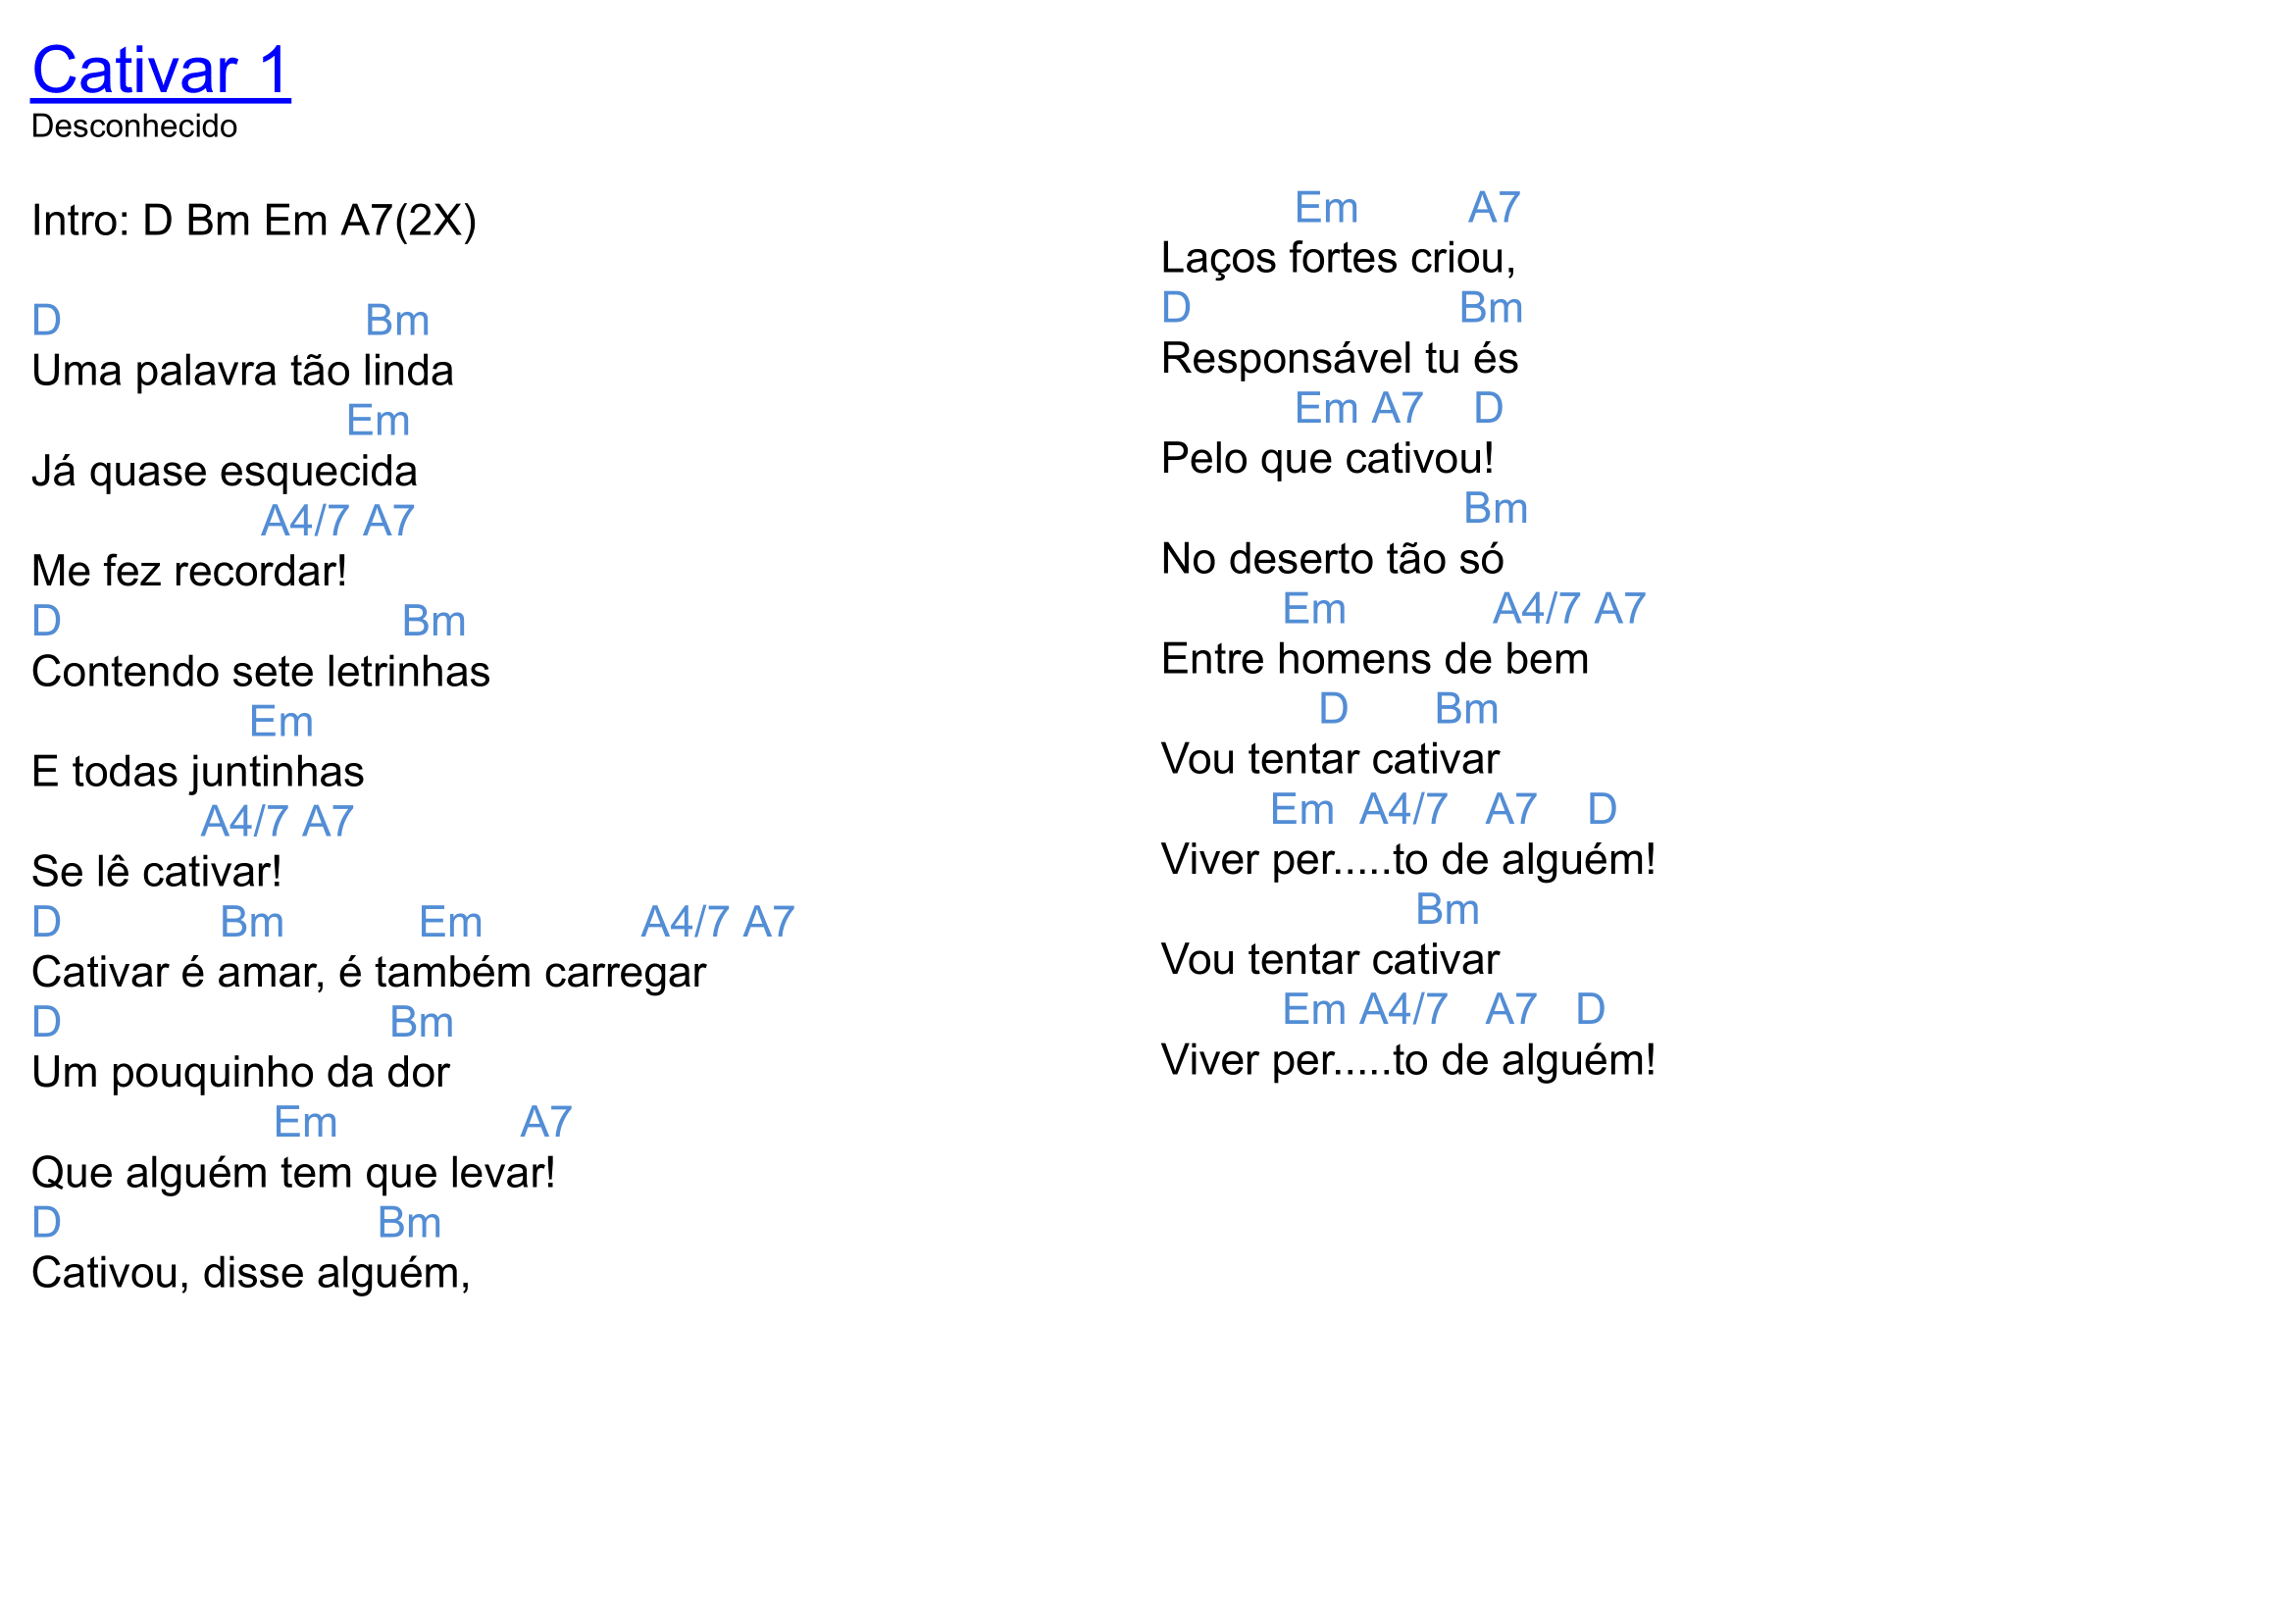 Cativar 1
Desconhecido
Intro: D Bm Em A7(2X)
D Bm
Uma palavra tão linda
Em
Já quase esquecida
A4/7 A7
Me fez recordar!
D Bm
Contendo sete letrinhas
Em
E todas juntinhas
A4/7 A7
Se lê cativar!
D Bm Em A4/7 A7
Cativar é amar, é também carregar
D Bm
Um pouquinho da dor
Em A7
Que alguém tem que levar!
D Bm
Cativou, disse alguém,
Em A7
Laços fortes criou,
D Bm
Responsável tu és
Em A7 D
Pelo que cativou!
Bm
No deserto tão só
Em A4/7 A7
Entre homens de bem
D Bm
Vou tentar cativar
Em A4/7 A7 D
Viver per.....to de alguém!
Bm
Vou tentar cativar
Em A4/7 A7 D
Viver per.....to de alguém!